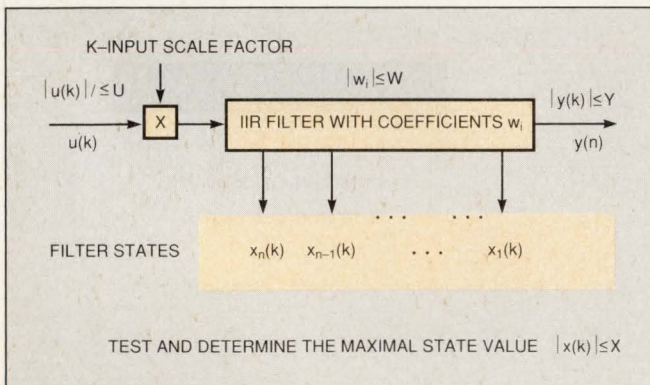 K–INPUT SCALE FACTOR
|u(k)|/≤U
|wᵢ|≤W
|y(k)|≤Y
X
IIR FILTER WITH COEFFICIENTS wᵢ
u(k)
y(n)
. . . . . .
FILTER STATES xₙ(k) xₙ₋₁(k) . . . x₁(k)
TEST AND DETERMINE THE MAXIMAL STATE VALUE |x(k)|≤X